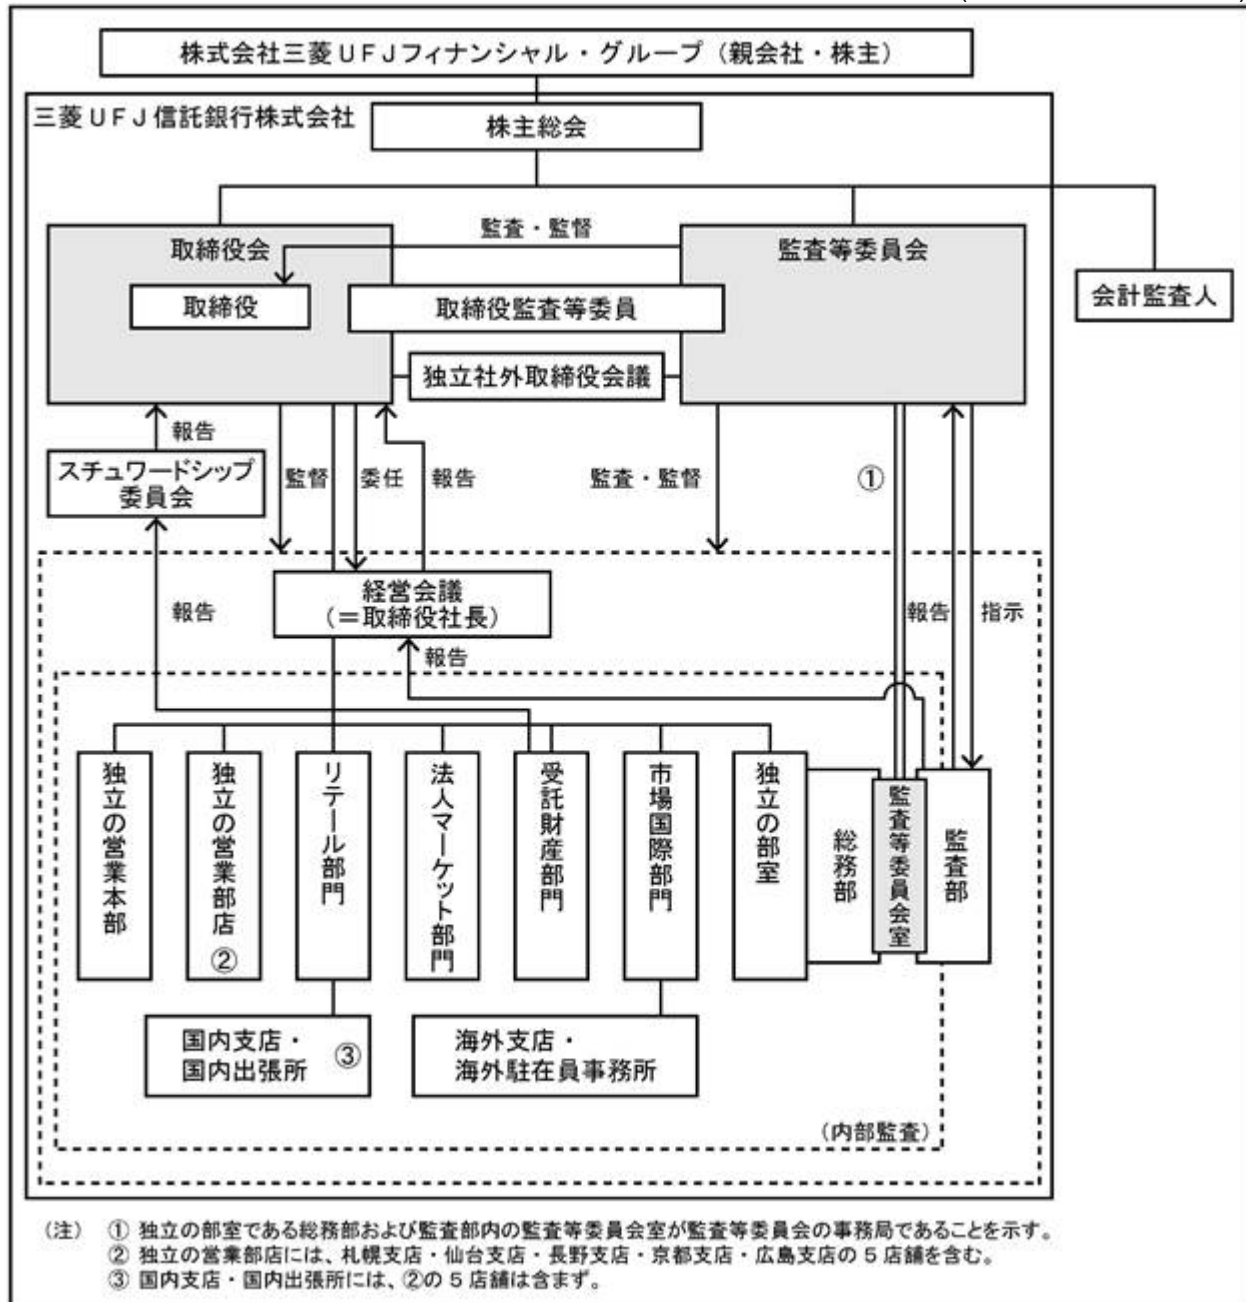 株式会社三菱ＵＦＪフィナンシャル・グループ（親会社・株主）
三菱ＵＦＪ信託銀行株式会社
株主総会
監査・監督
取締役会
監査等委員会
取締役
取締役監査等委員
会計監査人
独立社外取締役会議
報告
スチュワードシップ
委員会
監督
委任
報告
監査・監督
①
経営会議
（＝取締役社長）
報告
報告
指示
報告
独立の営業本部
独立の営業部店
②
リテール部門
法人マーケット部門
受託財産部門
市場国際部門
独立の部室
総務部
監査等委員会室
監査部
国内支店・
国内出張所
③
海外支店・
海外駐在員事務所
（内部監査）
（注） ① 独立の部室である総務部および監査部内の監査等委員会室が監査等委員会の事務局であることを示す。
② 独立の営業部店には、札幌支店・仙台支店・長野支店・京都支店・広島支店の５店舗を含む。
③ 国内支店・国内出張所には、②の５店舗は含まず。